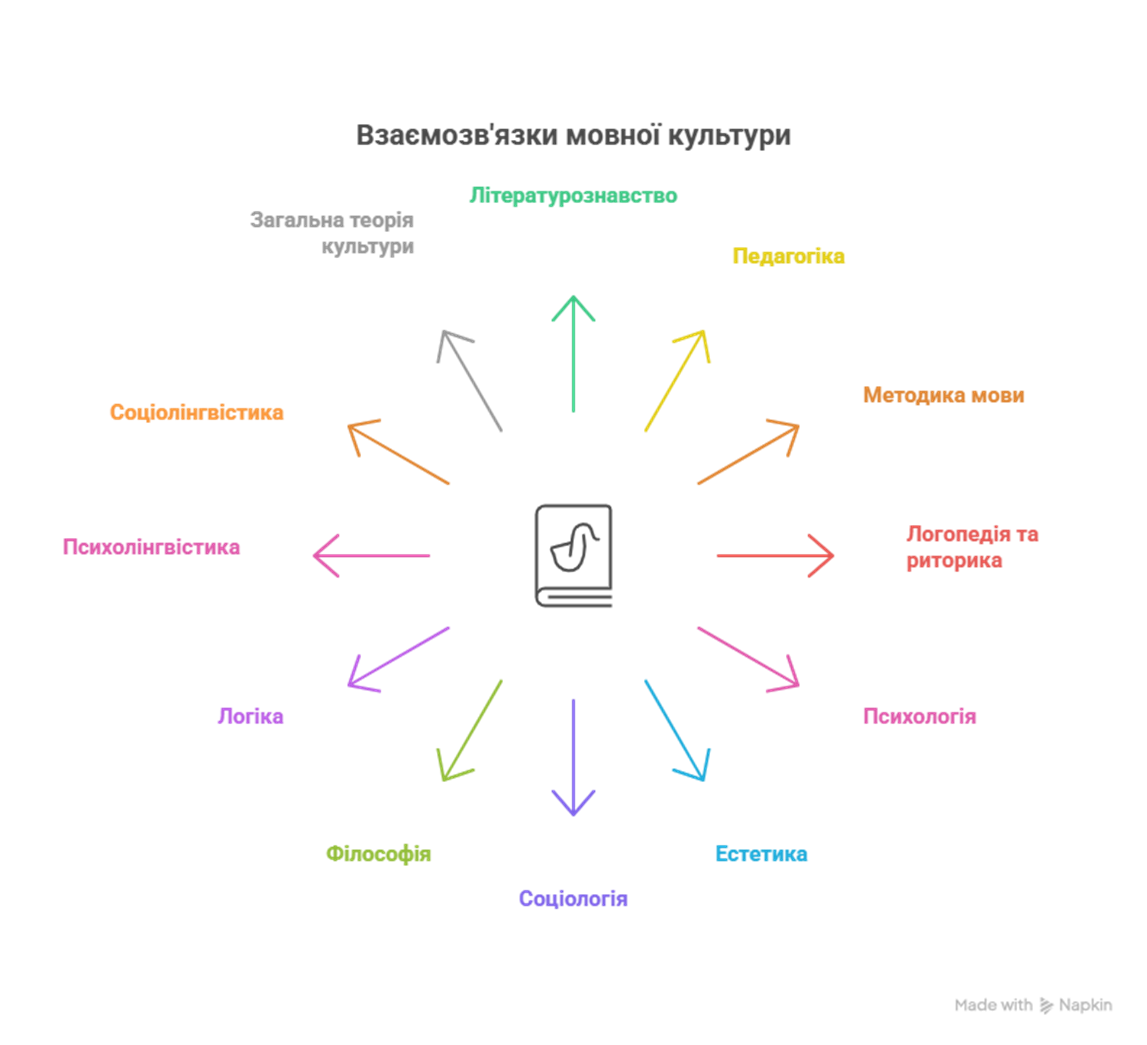 Взаємозв'язки мовної культури
Літературознавство
Загальна теорія
культури
Педагогіка
Соціолінгвістика
Методика мови
Психолінгвістика
Логопедія та
риторика
Логіка
Психологія
Філософія
Естетика
Соціологія
Made with Napkin